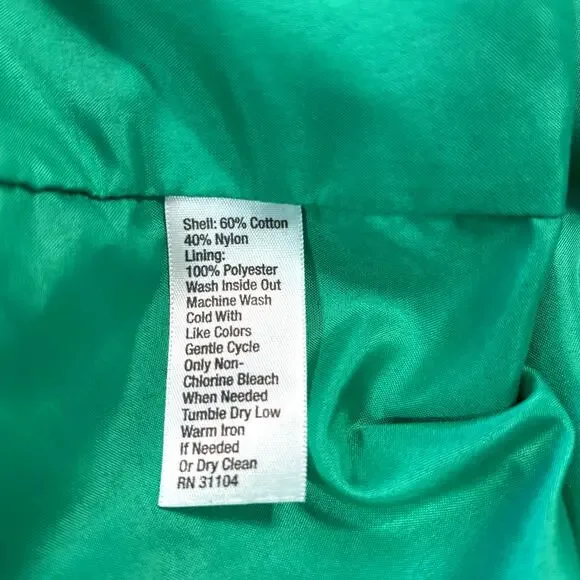 Shell: 60% Cotton
40% Nylon
Lining:
100% Polyester
Wash Inside Out
Machine Wash
Cold With
Like Colors
Gentle Cycle
Only Non-
Chlorine Bleach
When Needed
Tumble Dry Low
Warm Iron
If Needed
Or Dry Clean
RN 31104